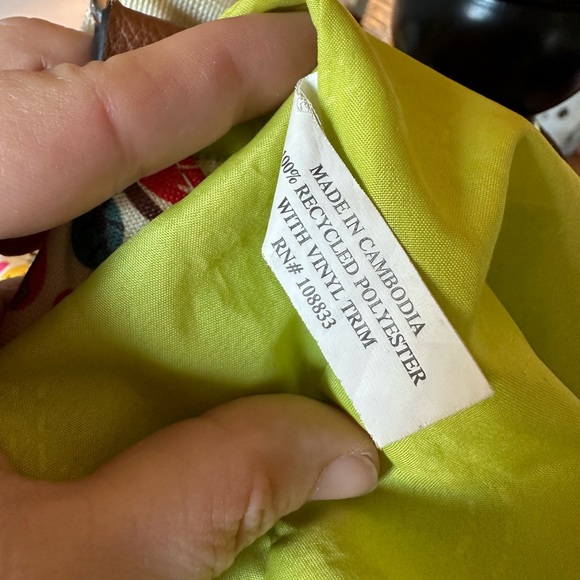 MADE IN CAMBODIA
100% RECYCLED POLYESTER
WITH VINYL TRIM
RN# 108833